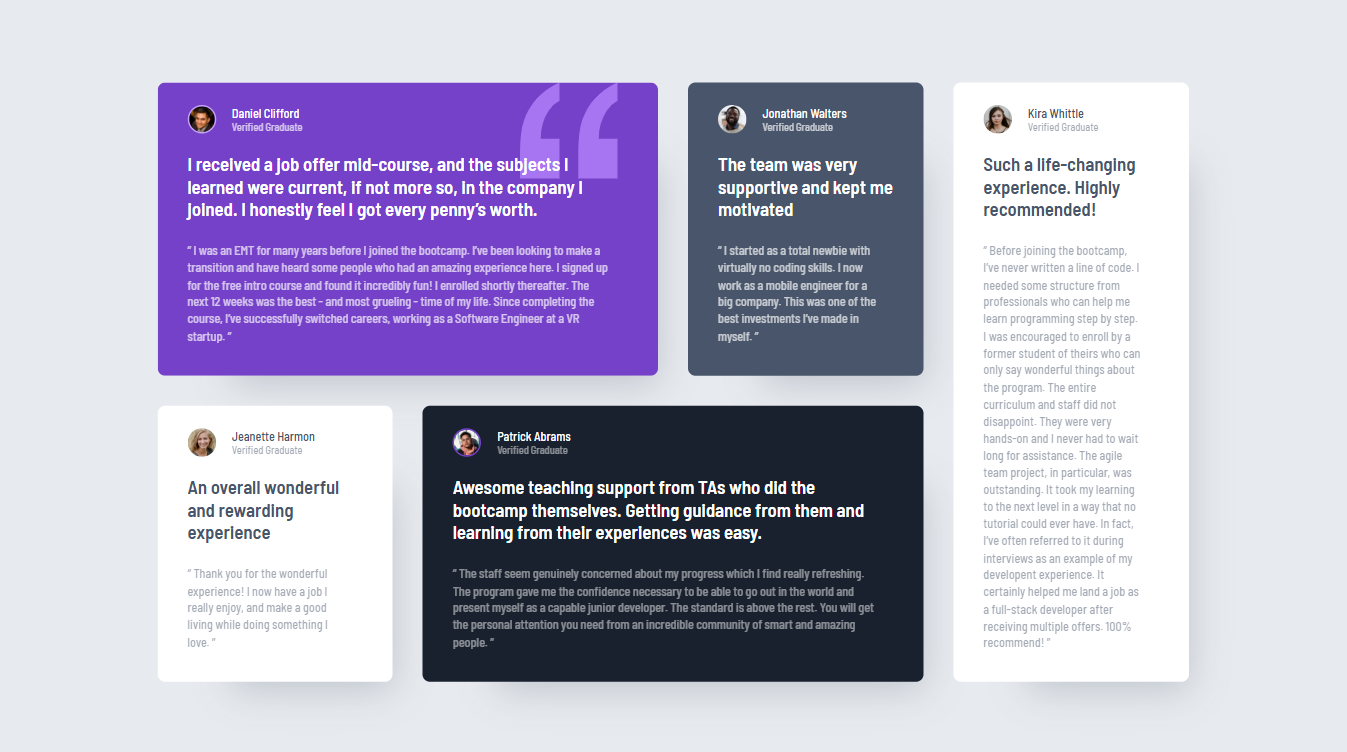 Daniel Clifford
Verified Graduate
I received a job offer mid-course, and the subjects I
learned were current, if not more so, in the company I
joined. I honestly feel I got every penny’s worth.
“ I was an EMT for many years before I joined the bootcamp. I’ve been looking to make a
transition and have heard some people who had an amazing experience here. I signed up
for the free intro course and found it incredibly fun! I enrolled shortly thereafter. The
next 12 weeks was the best - and most grueling - time of my life. Since completing the
course, I’ve successfully switched careers, working as a Software Engineer at a VR
startup. ”
Jonathan Walters
Verified Graduate
The team was very
supportive and kept me
motivated
“ I started as a total newbie with
virtually no coding skills. I now
work as a mobile engineer for a
big company. This was one of the
best investments I’ve made in
myself. ”
Kira Whittle
Verified Graduate
Such a life-changing
experience. Highly
recommended!
“ Before joining the bootcamp,
I’ve never written a line of code. I
needed some structure from
professionals who can help me
learn programming step by step.
I was encouraged to enroll by a
former student of theirs who can
only say wonderful things about
the program. The entire
curriculum and staff did not
disappoint. They were very
hands-on and I never had to wait
long for assistance. The agile
team project, in particular, was
outstanding. It took my learning
to the next level in a way that no
tutorial could ever have. In fact,
I’ve often referred to it during
interviews as an example of my
developent experience. It
certainly helped me land a job as
a full-stack developer after
receiving multiple offers. 100%
recommend! ”
Jeanette Harmon
Verified Graduate
An overall wonderful
and rewarding
experience
“ Thank you for the wonderful
experience! I now have a job I
really enjoy, and make a good
living while doing something I
love. ”
Patrick Abrams
Verified Graduate
Awesome teaching support from TAs who did the
bootcamp themselves. Getting guidance from them and
learning from their experiences was easy.
“ The staff seem genuinely concerned about my progress which I find really refreshing.
The program gave me the confidence necessary to be able to go out in the world and
present myself as a capable junior developer. The standard is above the rest. You will get
the personal attention you need from an incredible community of smart and amazing
people. ”